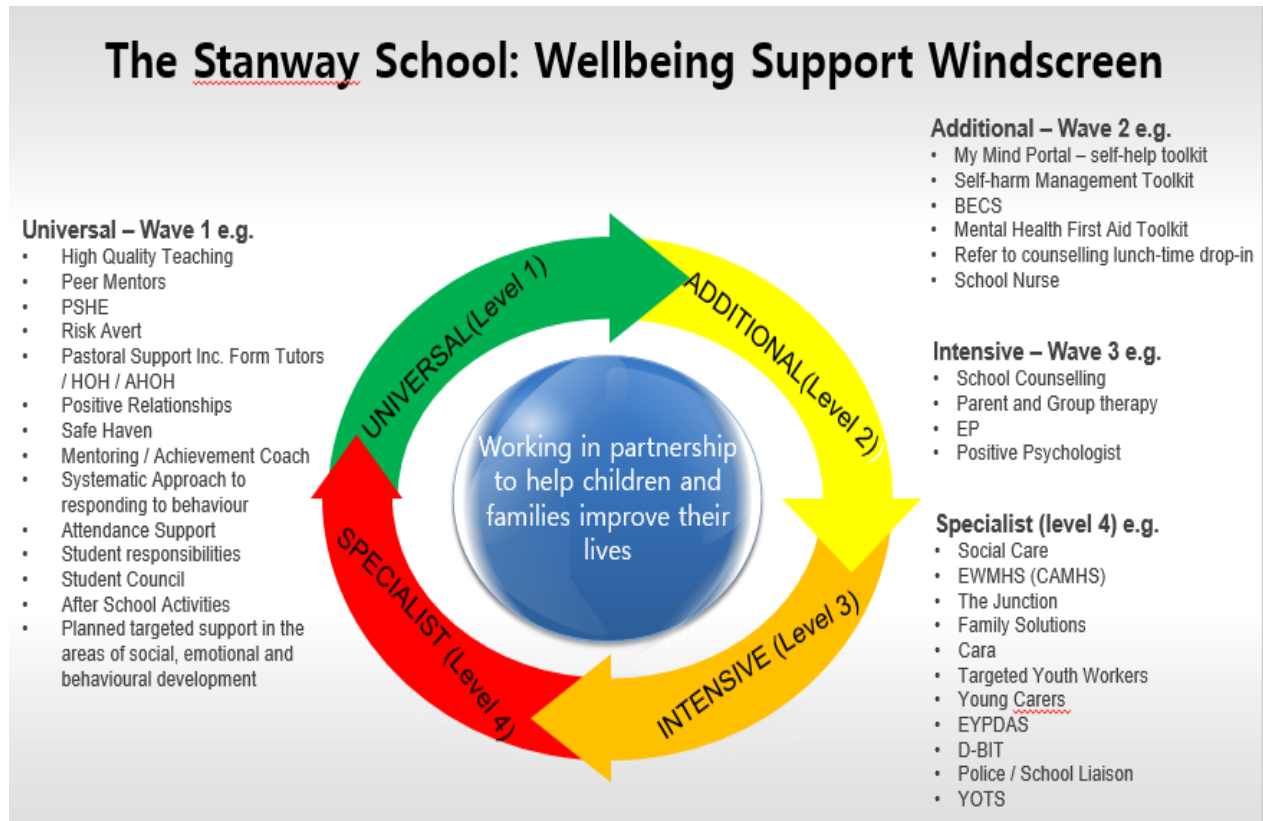 The Stanway School: Wellbeing Support Windscreen
Universal – Wave 1 e.g.
• High Quality Teaching
• Peer Mentors
• PSHE
• Risk Avert
• Pastoral Support Inc. Form Tutors
/ HOH / AHOH
• Positive Relationships
• Safe Haven
• Mentoring / Achievement Coach
• Systematic Approach to
responding to behaviour
• Attendance Support
• Student responsibilities
• Student Council
• After School Activities
• Planned targeted support in the
areas of social, emotional and
behavioural development
UNIVERSAL(Level 1)
ADDITIONAL(Level 2)
INTENSIVE (Level 3)
SPECIALIST (Level 4)
Working in partnership
to help children and
families improve their
lives
Additional – Wave 2 e.g.
• My Mind Portal – self-help toolkit
• Self-harm Management Toolkit
• BECS
• Mental Health First Aid Toolkit
• Refer to counselling lunch-time drop-in
• School Nurse
Intensive – Wave 3 e.g.
• School Counselling
• Parent and Group therapy
• EP
• Positive Psychologist
Specialist (level 4) e.g.
• Social Care
• EWMHS (CAMHS)
• The Junction
• Family Solutions
• Cara
• Targeted Youth Workers
• Young Carers
• EYPDAS
• D-BIT
• Police / School Liaison
• YOTS